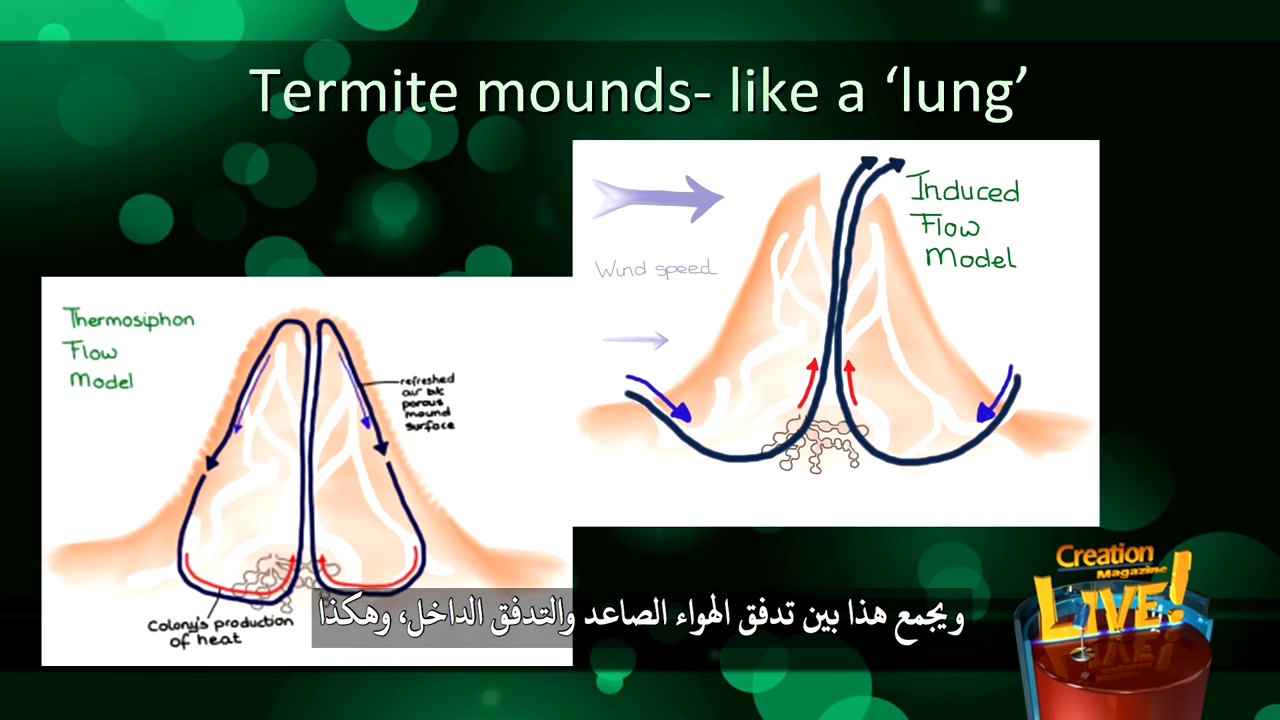 Termite mounds- like a ‘lung’
Induced
Flow
Model
Wind speed
Thermosiphon
Flow
Model
refreshed
air b/c
porous
mound
surface
Colony's production
of heat
ويجمع هذا بين تدفق الهواء الصاعد والتدفق الداخل، وهكذا
Creation
Magazine
LIVE!